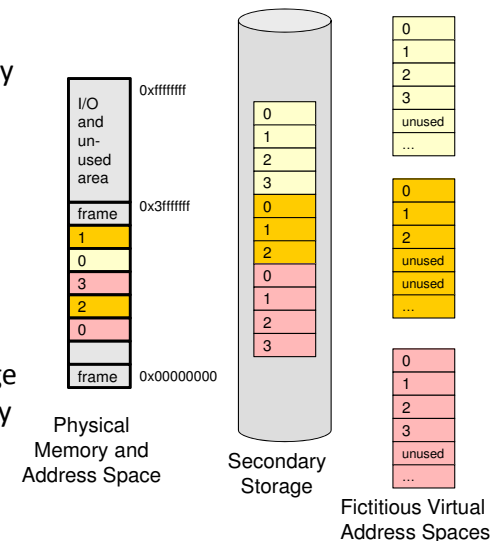 y
ge
y
I/O
and
un-
used
area
frame
1
0
3
2
0
frame
0xffffffff
0x3fffffff
0x00000000
Physical
Memory and
Address Space
0
1
2
3
0
1
2
0
1
2
3
Secondary
Storage
0
1
2
3
unused
...
0
1
2
unused
unused
...
0
1
2
3
unused
...
Fictitious Virtual
Address Spaces